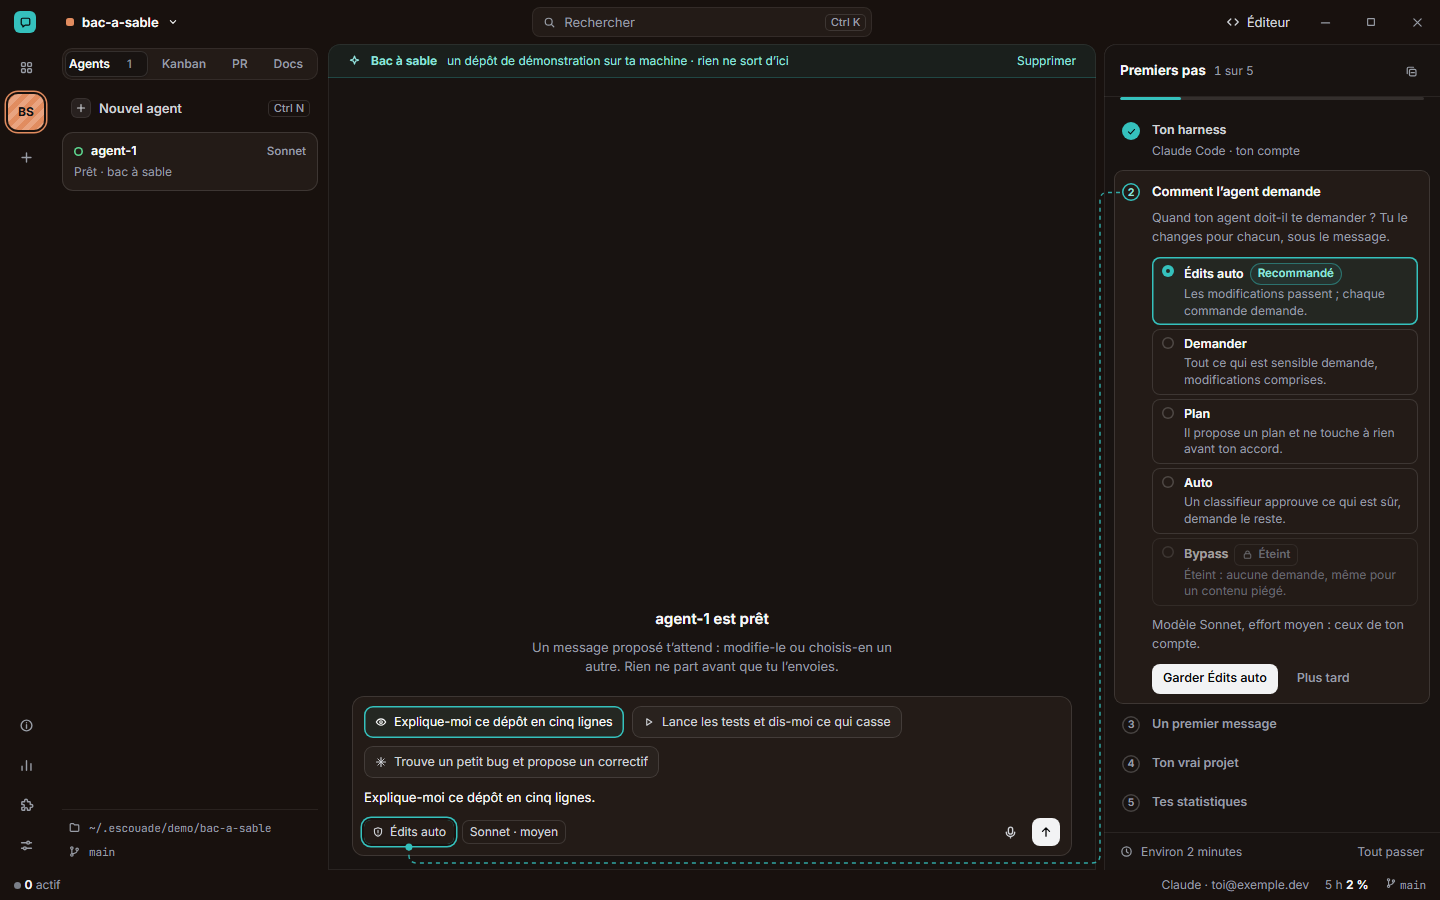 bac-a-sable
Rechercher
Ctrl K
Éditeur
Agents 1
Kanban
PR
Docs
BS
Nouvel agent
Ctrl N
agent-1
Sonnet
Prêt · bac à sable
~/.escouade/demo/bac-a-sable
main
Bac à sable un dépôt de démonstration sur ta machine · rien ne sort d’ici
Supprimer
agent-1 est prêt
Un message proposé t’attend : modifie-le ou choisis-en un
autre. Rien ne part avant que tu l’envoies.
Explique-moi ce dépôt en cinq lignes
Lance les tests et dis-moi ce qui casse
Trouve un petit bug et propose un correctif
Explique-moi ce dépôt en cinq lignes.
Édits auto
Sonnet · moyen
Premiers pas 1 sur 5
Ton harness
Claude Code · ton compte
2 Comment l’agent demande
Quand ton agent doit-il te demander ? Tu le
changes pour chacun, sous le message.
Édits auto Recommandé
Les modifications passent ; chaque
commande demande.
Demander
Tout ce qui est sensible demande,
modifications comprises.
Plan
Il propose un plan et ne touche à rien
avant ton accord.
Auto
Un classifieur approuve ce qui est sûr,
demande le reste.
Bypass Éteint
Éteint : aucune demande, même pour
un contenu piégé.
Modèle Sonnet, effort moyen : ceux de ton
compte.
Garder Édits auto
Plus tard
3 Un premier message
4 Ton vrai projet
5 Tes statistiques
Environ 2 minutes
Tout passer
0 actif
Claude · toi@exemple.dev
5 h 2 %
main